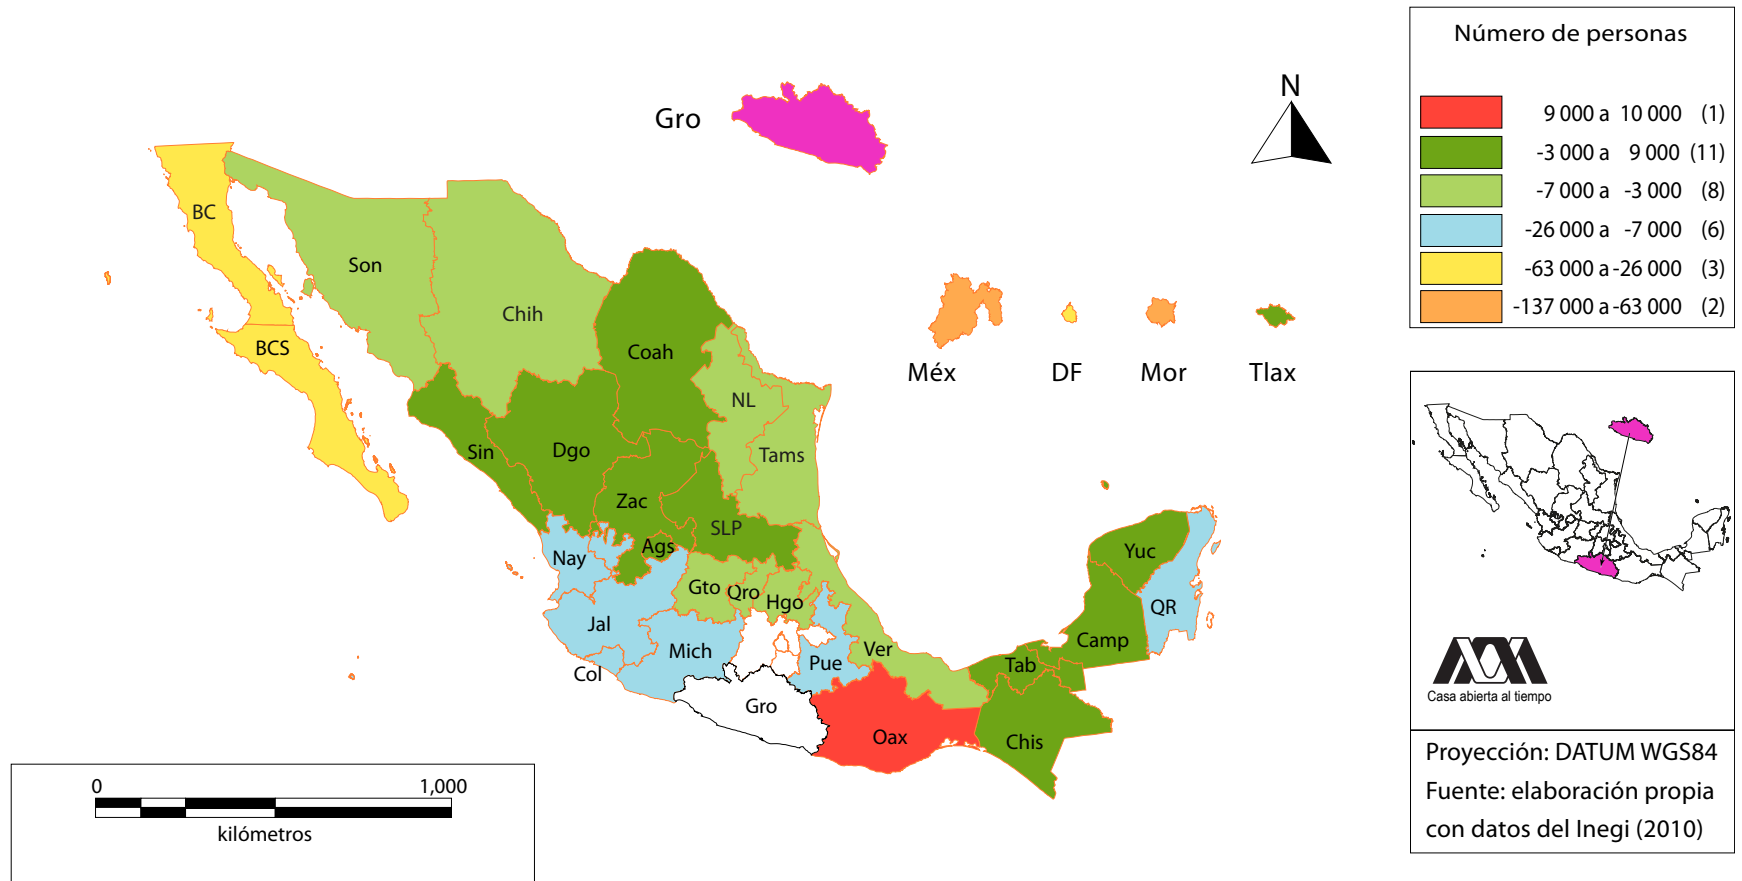 Número de personas
9 000 a 10 000 (1)
-3 000 a 9 000 (11)
-7 000 a -3 000 (8)
-26 000 a -7 000 (6)
-63 000 a -26 000 (3)
-137 000 a -63 000 (2)
N
Gro
BC
Son
Chih
BCS
Coah
Méx
DF
Mor
Tlax
NL
Sin
Dgo
Tams
Zac
SLP
Nay
Ags
Yuc
Gto
Qro
Hgo
QR
Jal
Camp
Mich
Ver
Pue
Tab
Col
Gro
Oax
Chis
0 1,000
kilómetros
Casa abierta al tiempo
Proyección: DATUM WGS84
Fuente: elaboración propia
con datos del Inegi (2010)